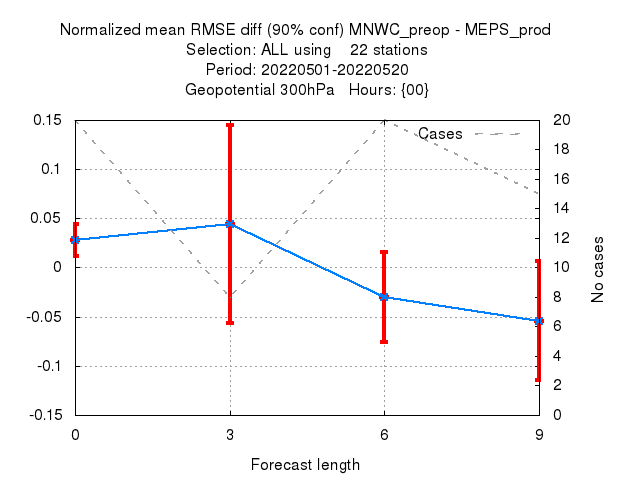 Normalized mean RMSE diff (90% conf) MNWC_preop - MEPS_prod
Selection: ALL using    22 stations
Period: 20220501-20220520
Geopotential 300hPa   Hours: {00}
Cases
0.15
0.1
0.05
0
-0.05
-0.1
-0.15
20
18
16
14
12
10
8
6
4
2
0
No cases
0 3 6 9
Forecast length